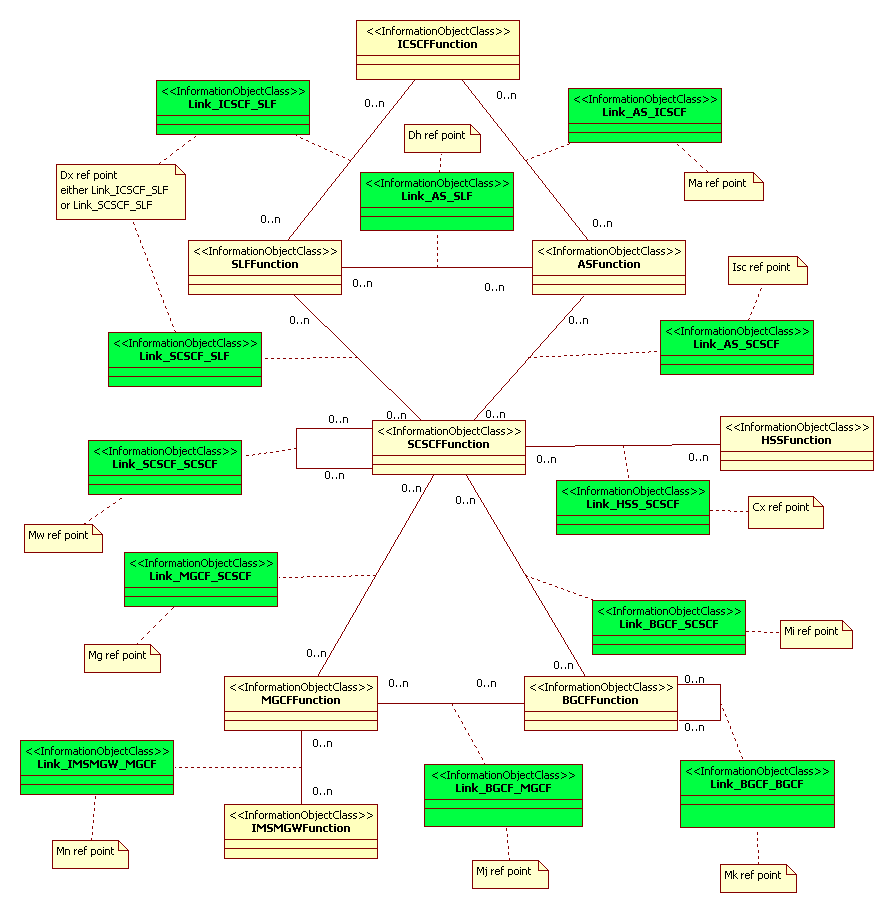 <<InformationObjectClass>>
ICSCFFunction
<<InformationObjectClass>>
Link_ICSCF_SLF
0..n
0..n
<<InformationObjectClass>>
Link_AS_ICSCF
Dh ref point
Dx ref point
either Link_ICSCF_SLF
or Link_SCSCF_SLF
<<InformationObjectClass>>
Link_AS_SLF
Ma ref point
0..n
0..n
<<InformationObjectClass>>
SLFFunction
<<InformationObjectClass>>
ASFunction
Isc ref point
0..n
0..n
0..n
0..n
<<InformationObjectClass>>
Link_SCSCF_SLF
<<InformationObjectClass>>
Link_AS_SCSCF
0..n
0..n
0..n
<<InformationObjectClass>>
SCSCFFunction
<<InformationObjectClass>>
HSSFunction
<<InformationObjectClass>>
Link_SCSCF_SCSCF
0..n
0..n
0..n
0..n
0..n
<<InformationObjectClass>>
Link_HSS_SCSCF
Cx ref point
Mw ref point
<<InformationObjectClass>>
Link_MGCF_SCSCF
<<InformationObjectClass>>
Link_BGCF_SCSCF
Mi ref point
Mg ref point
0..n
0..n
<<InformationObjectClass>>
MGCFFunction
0..n
0..n
<<InformationObjectClass>>
BGCFFunction
0..n
0..n
0..n
<<InformationObjectClass>>
Link_IMSMGW_MGCF
<<InformationObjectClass>>
Link_BGCF_MGCF
<<InformationObjectClass>>
Link_BGCF_BGCF
0..n
<<InformationObjectClass>>
IMSMGWFunction
Mn ref point
Mj ref point
Mk ref point